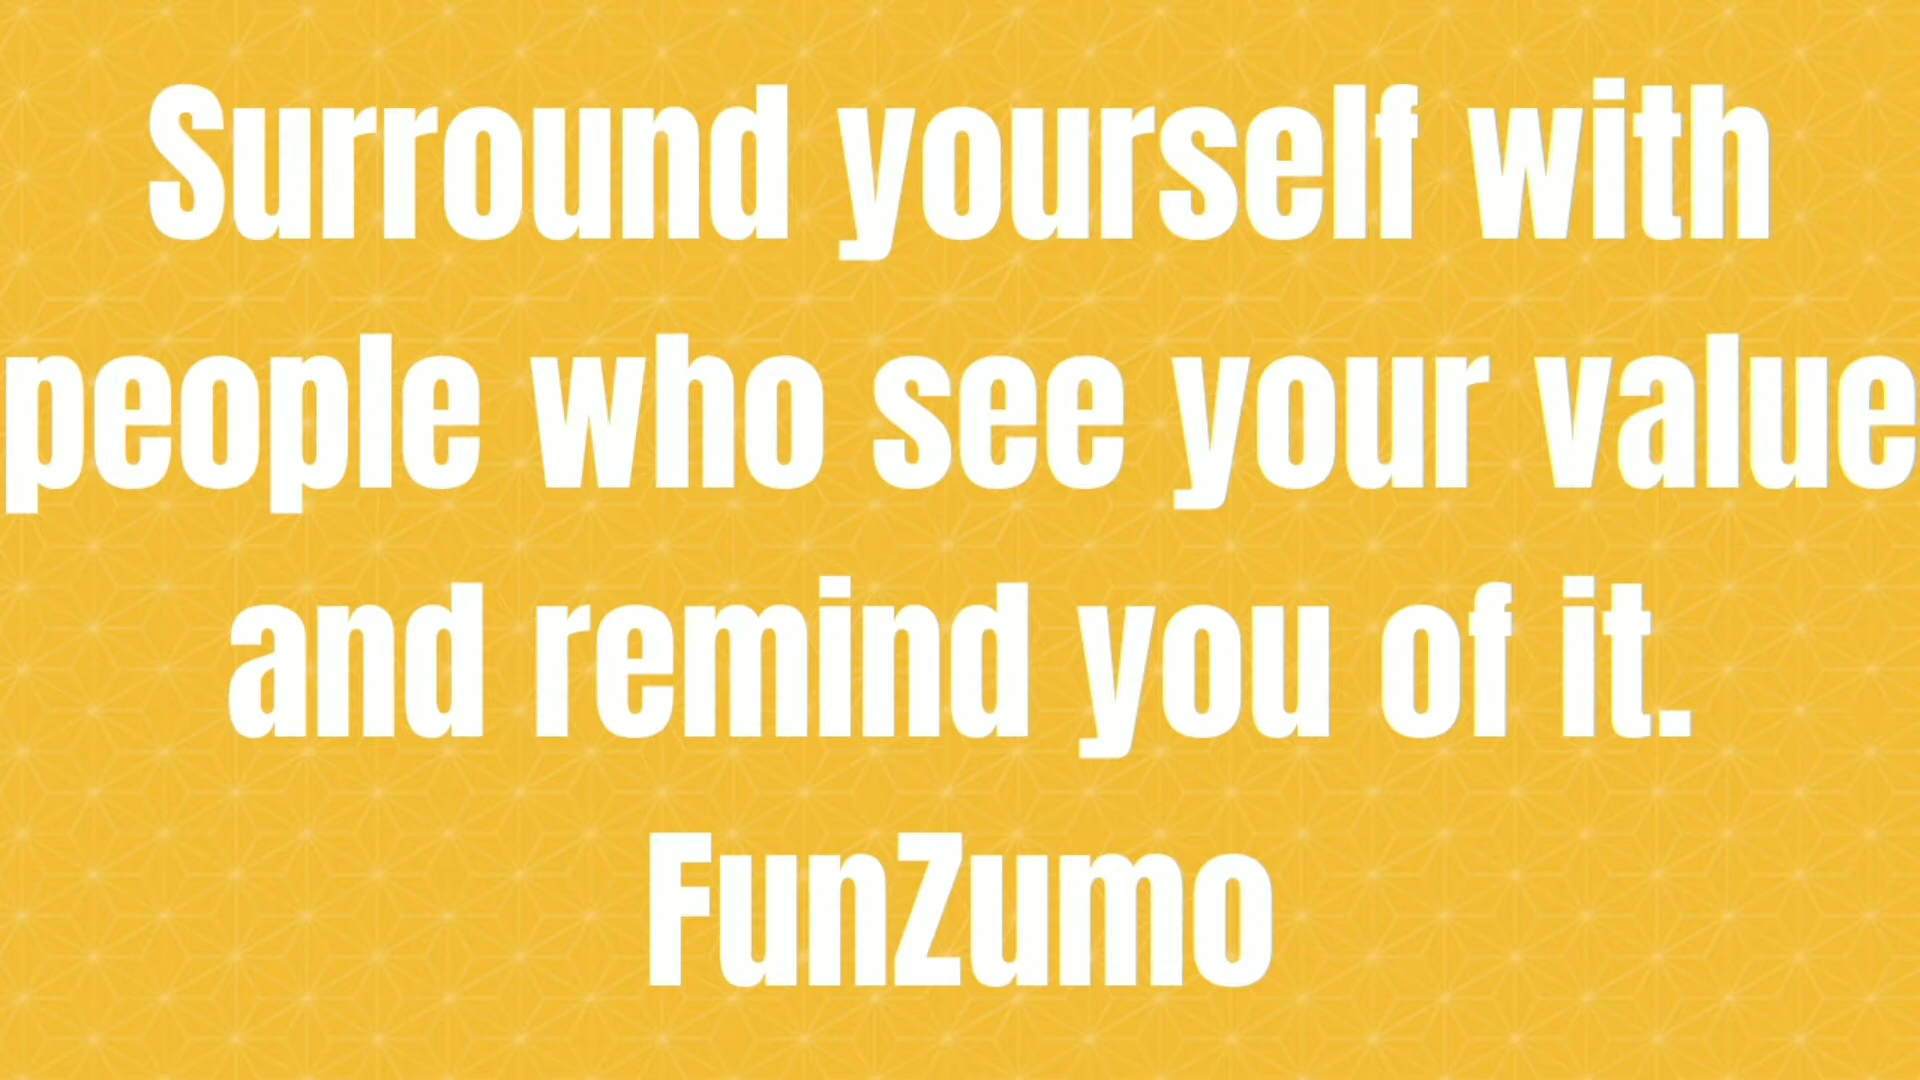 Surround yourself with
people who see your value
and remind you of it.
FunZumo